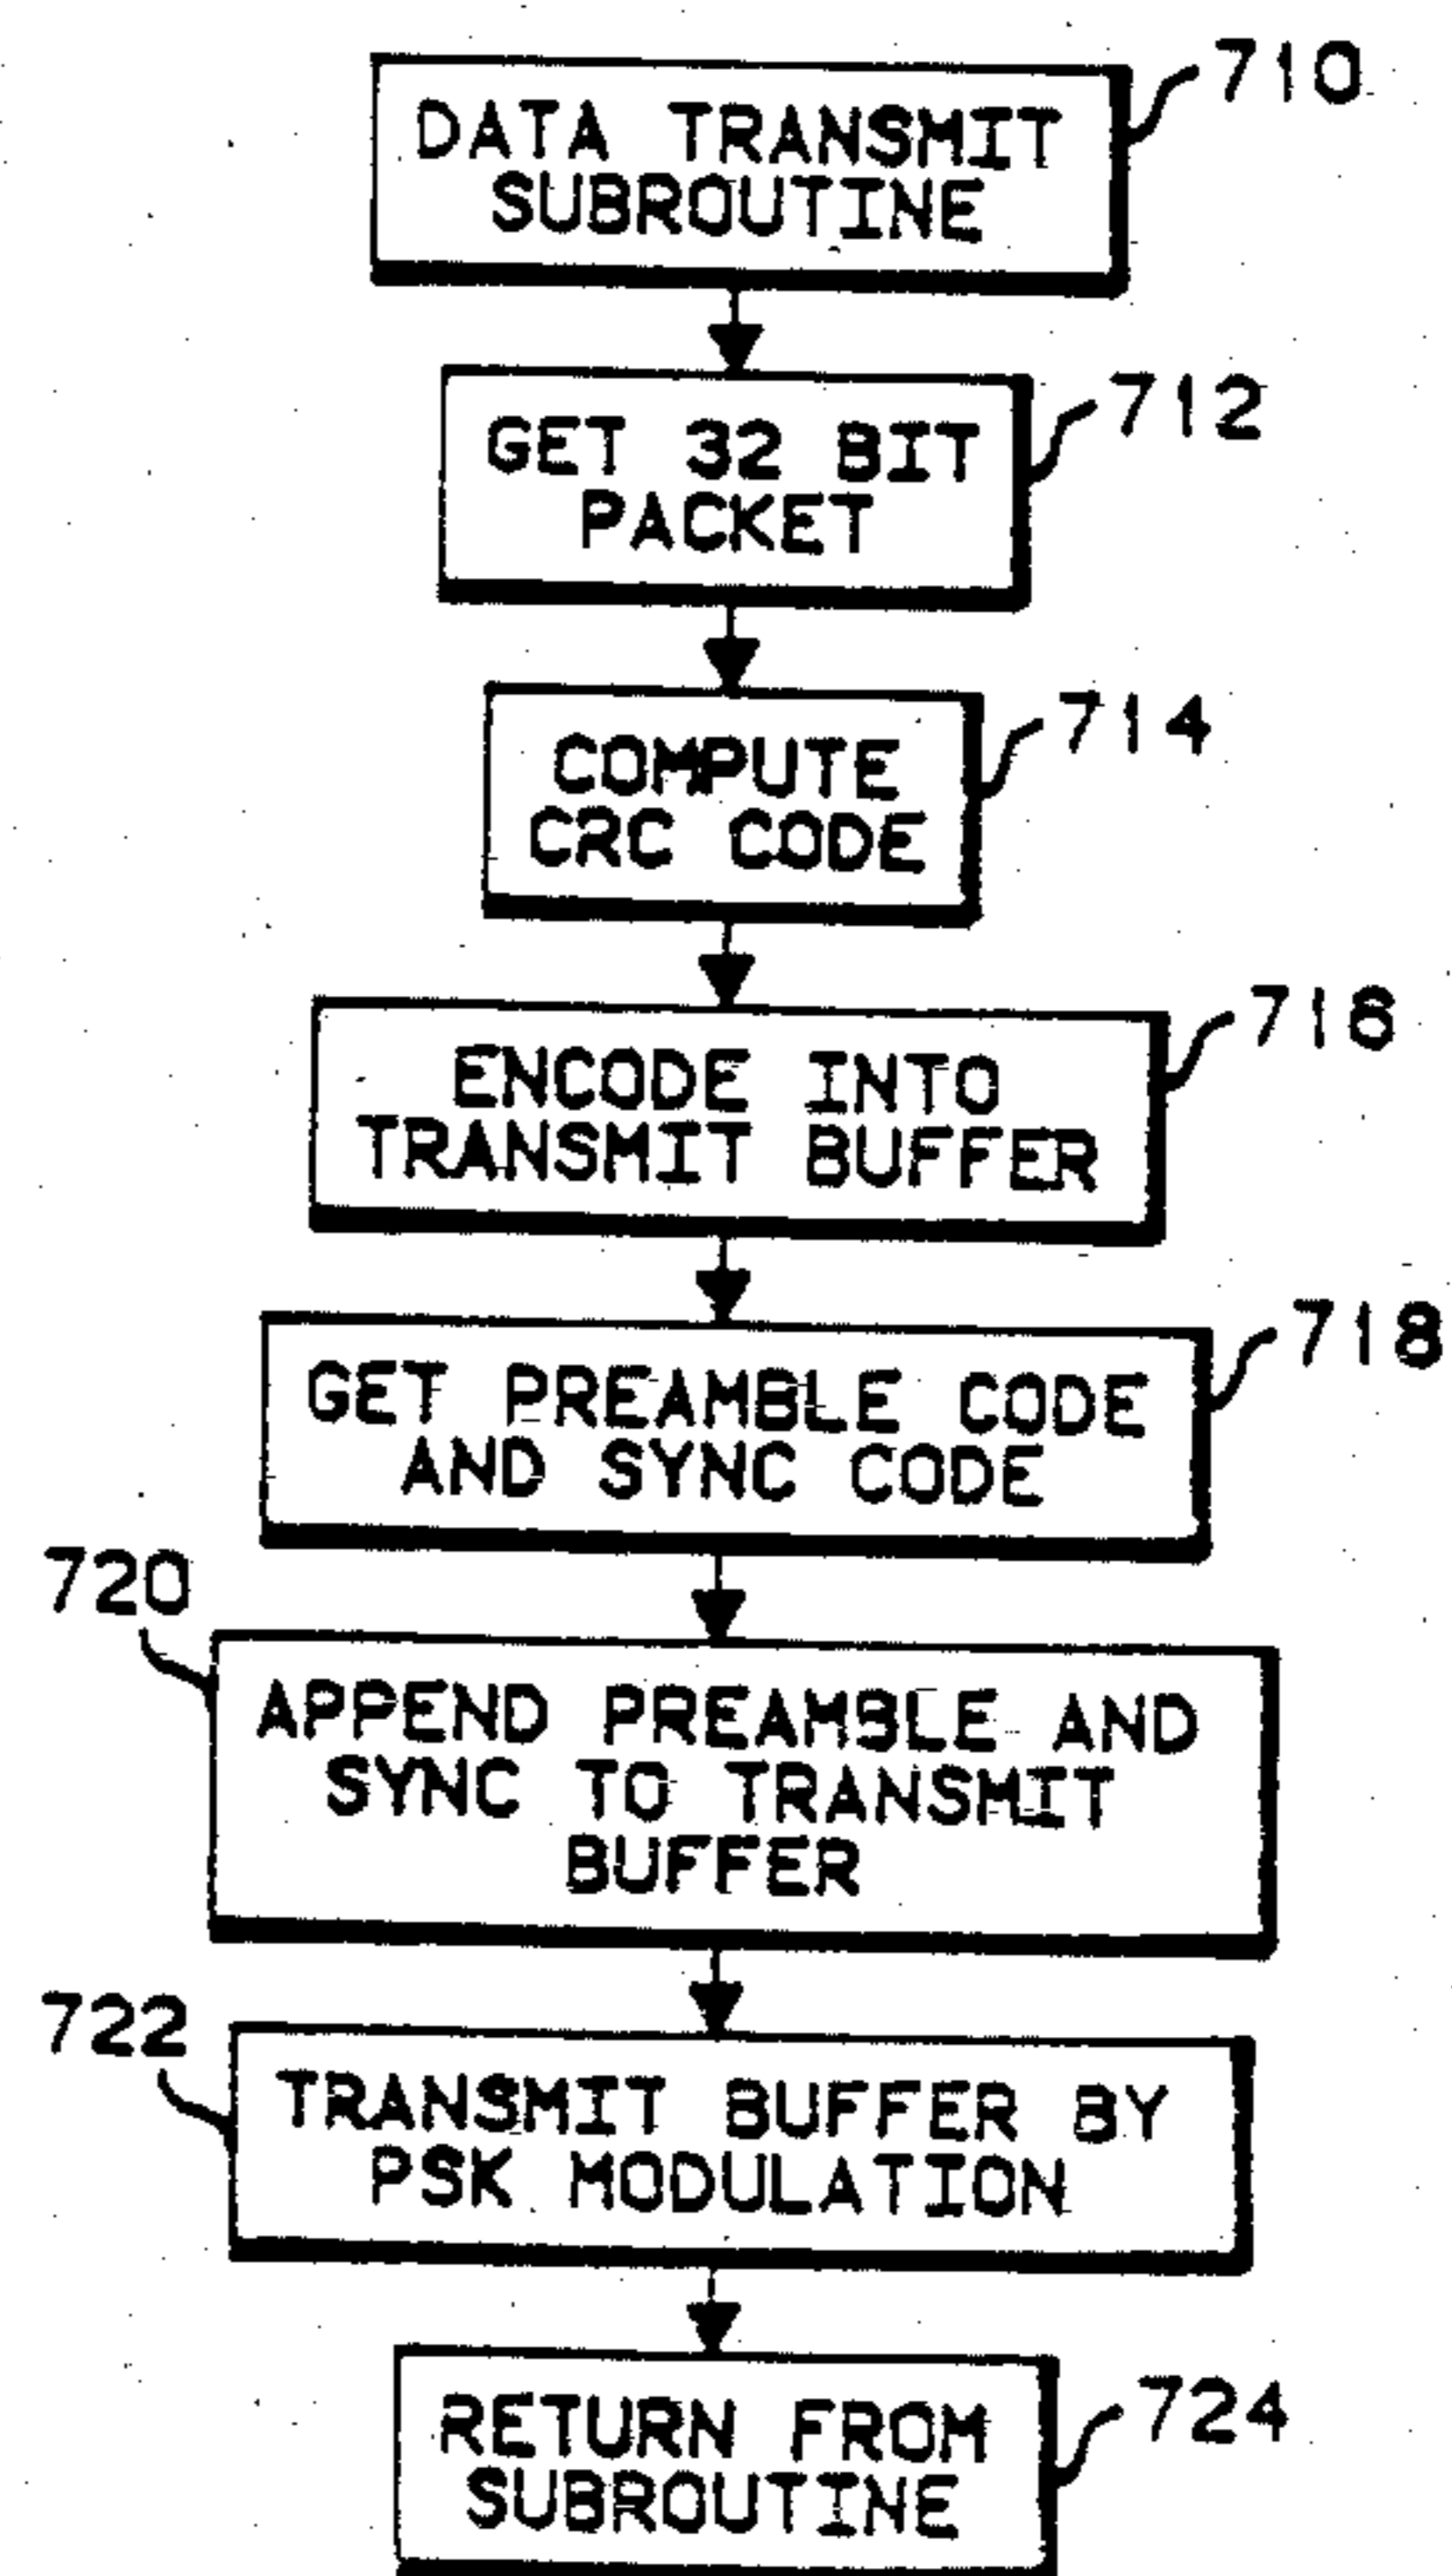 710
DATA TRANSMIT
SUBROUTINE
712
GET 32 BIT
PACKET
714
COMPUTE
CRC CODE
716
ENCODE INTO
TRANSMIT BUFFER
718
GET PREAMBLE CODE
AND SYNC CODE
720
APPEND PREAMBLE AND
SYNC TO TRANSMIT
BUFFER
722
TRANSMIT BUFFER BY
PSK MODULATION
724
RETURN FROM
SUBROUTINE